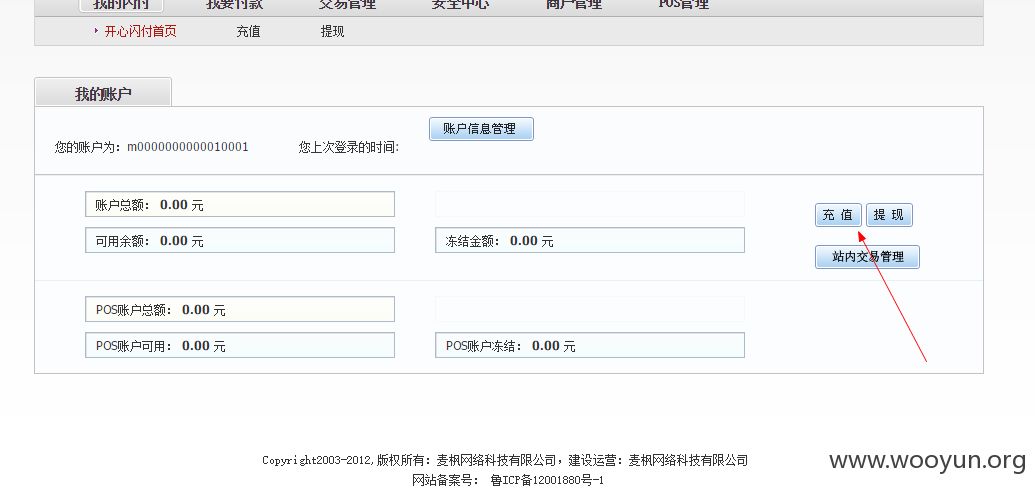 我的闪付 我要付款 交易管理 安全中心 商户管理 POS管理
开心闪付首页 充值 提现
我的账户
账户信息管理
您的账户为：m0000000000010001 您上次登录的时间:
账户总额： 0.00 元
充 值 提 现
可用余额： 0.00 元 冻结金额： 0.00 元
站内交易管理
POS账户总额： 0.00 元
POS账户可用： 0.00 元 POS账户冻结： 0.00 元
Copyright2003-2012,版权所有：麦枫网络科技有限公司，建设运营：麦枫网络科技有限公司
www.wooyun.org
网站备案号： 鲁ICP备12001880号-1